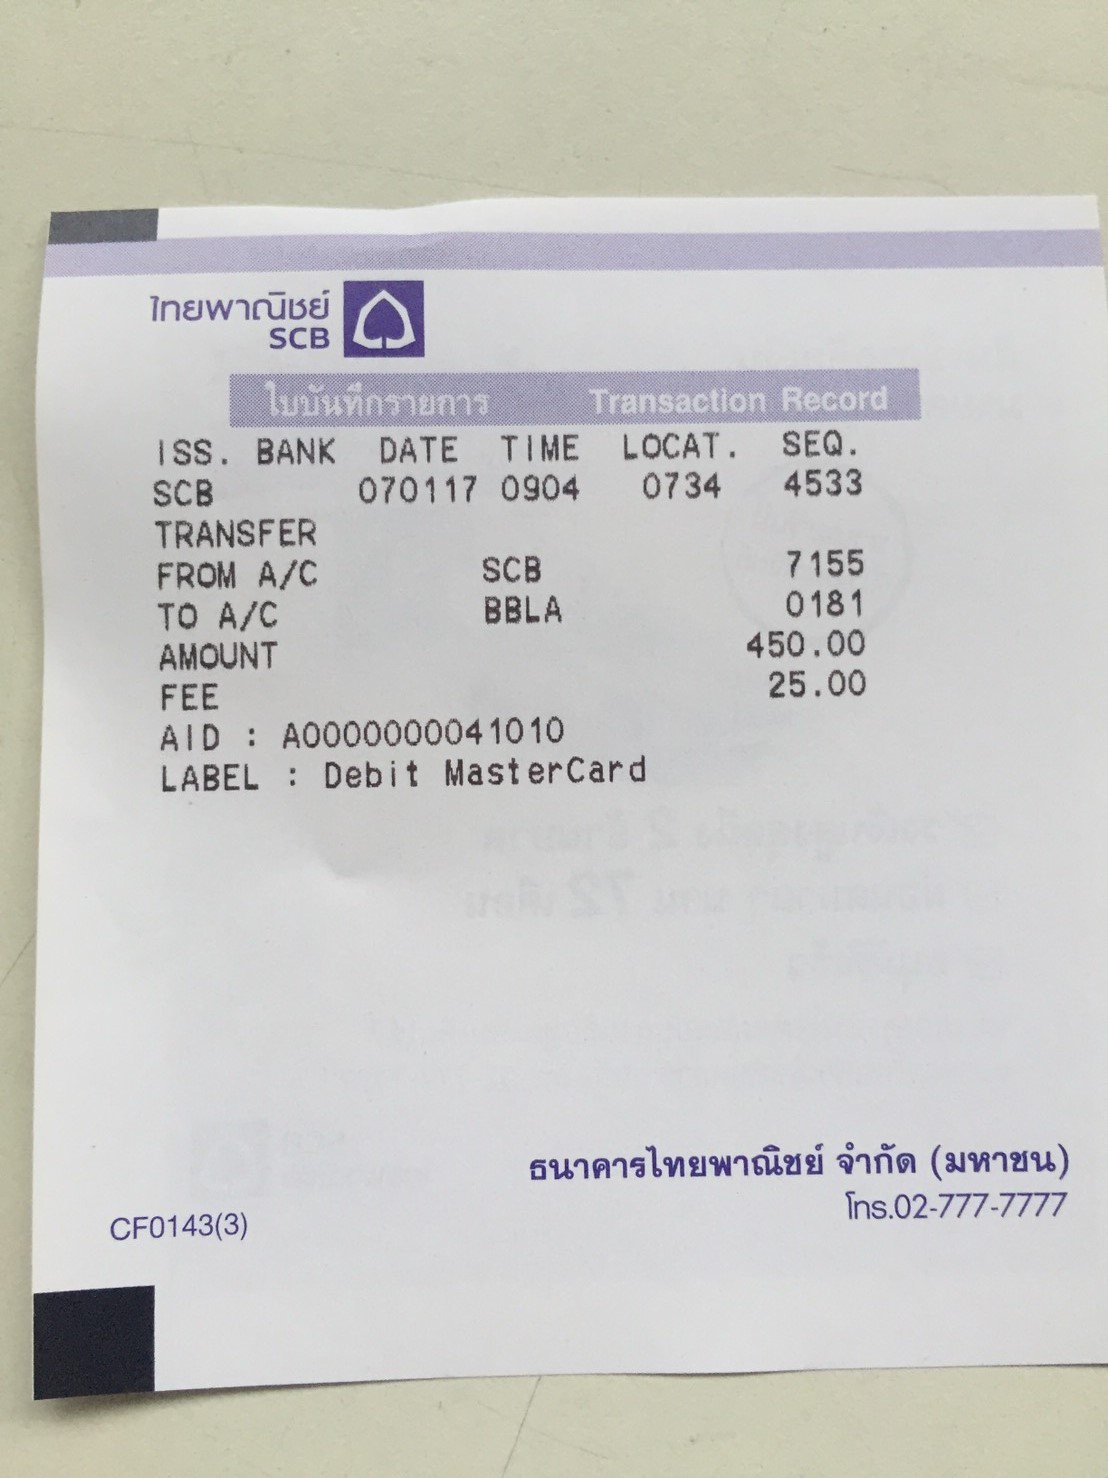 ไทยพาณิชย์
SCB
ใบบันทึกรายการ Transaction Record
ISS. BANK DATE TIME LOCAT. SEQ.
SCB 070117 0904 0734 4533
TRANSFER
FROM A/C SCB 7155
TO A/C BBLA 0181
AMOUNT 450.00
FEE 25.00
AID : A0000000041010
LABEL : Debit MasterCard
ธนาคารไทยพาณิชย์ จำกัด (มหาชน)
โทร.02-777-7777
CF0143(3)